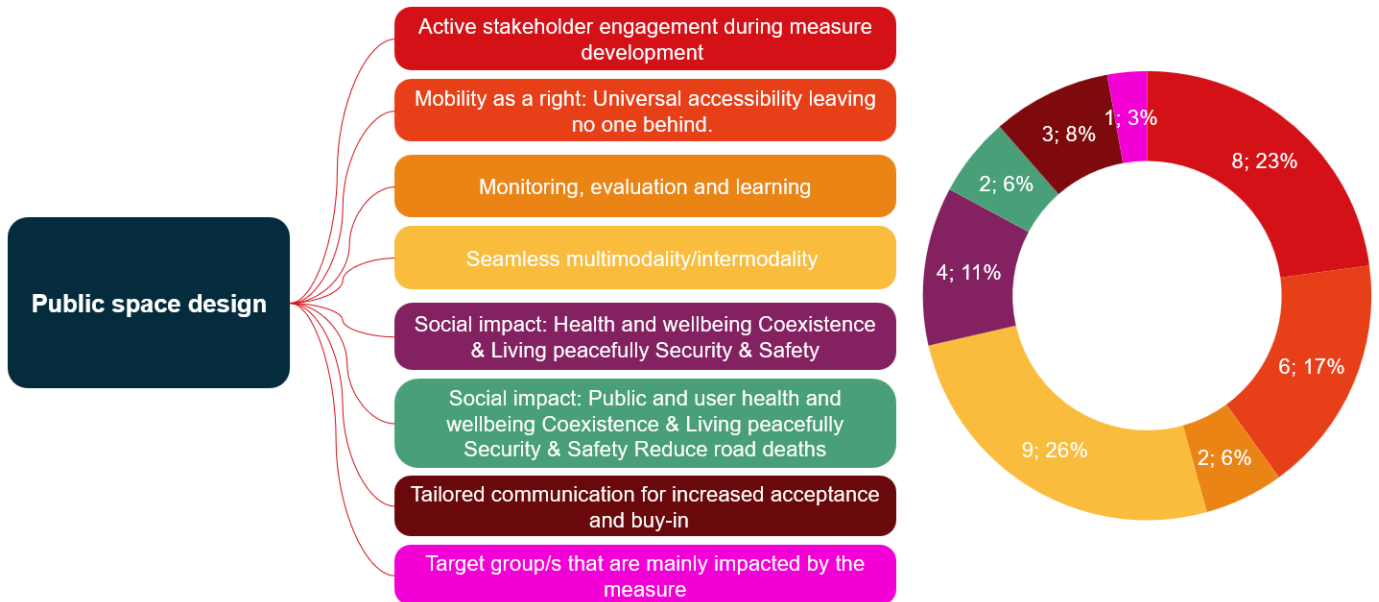 Public space design
Active stakeholder engagement during measure
development
Mobility as a right: Universal accessibility leaving
no one behind.
Monitoring, evaluation and learning
Seamless multimodality/intermodality
Social impact: Health and wellbeing Coexistence
& Living peacefully Security & Safety
Social impact: Public and user health and
wellbeing Coexistence & Living peacefully
Security & Safety Reduce road deaths
Tailored communication for increased acceptance
and buy-in
Target group/s that are mainly impacted by the
measure
8; 23%
6; 17%
2; 6%
9; 26%
4; 11%
2; 6%
3; 8%
1; 3%